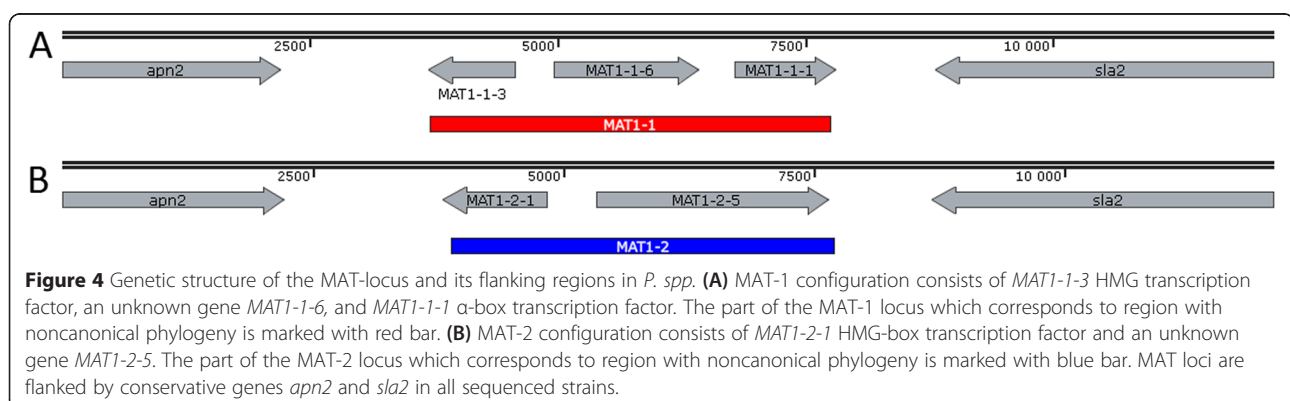 A
2500 5000 7500 10 000
apn2 MAT1-1-6 MAT1-1-1 sla2
MAT1-1-3
MAT1-1
B
2500 5000 7500 10 000
apn2 MAT1-2-1 MAT1-2-5 sla2
MAT1-2
Figure 4 Genetic structure of the MAT-locus and its flanking regions in P. spp. (A) MAT-1 configuration consists of MAT1-1-3 HMG transcription
factor, an unknown gene MAT1-1-6, and MAT1-1-1 α-box transcription factor. The part of the MAT-1 locus which corresponds to region with
noncanonical phylogeny is marked with red bar. (B) MAT-2 configuration consists of MAT1-2-1 HMG-box transcription factor and an unknown
gene MAT1-2-5. The part of the MAT-2 locus which corresponds to region with noncanonical phylogeny is marked with blue bar. MAT loci are
flanked by conservative genes apn2 and sla2 in all sequenced strains.